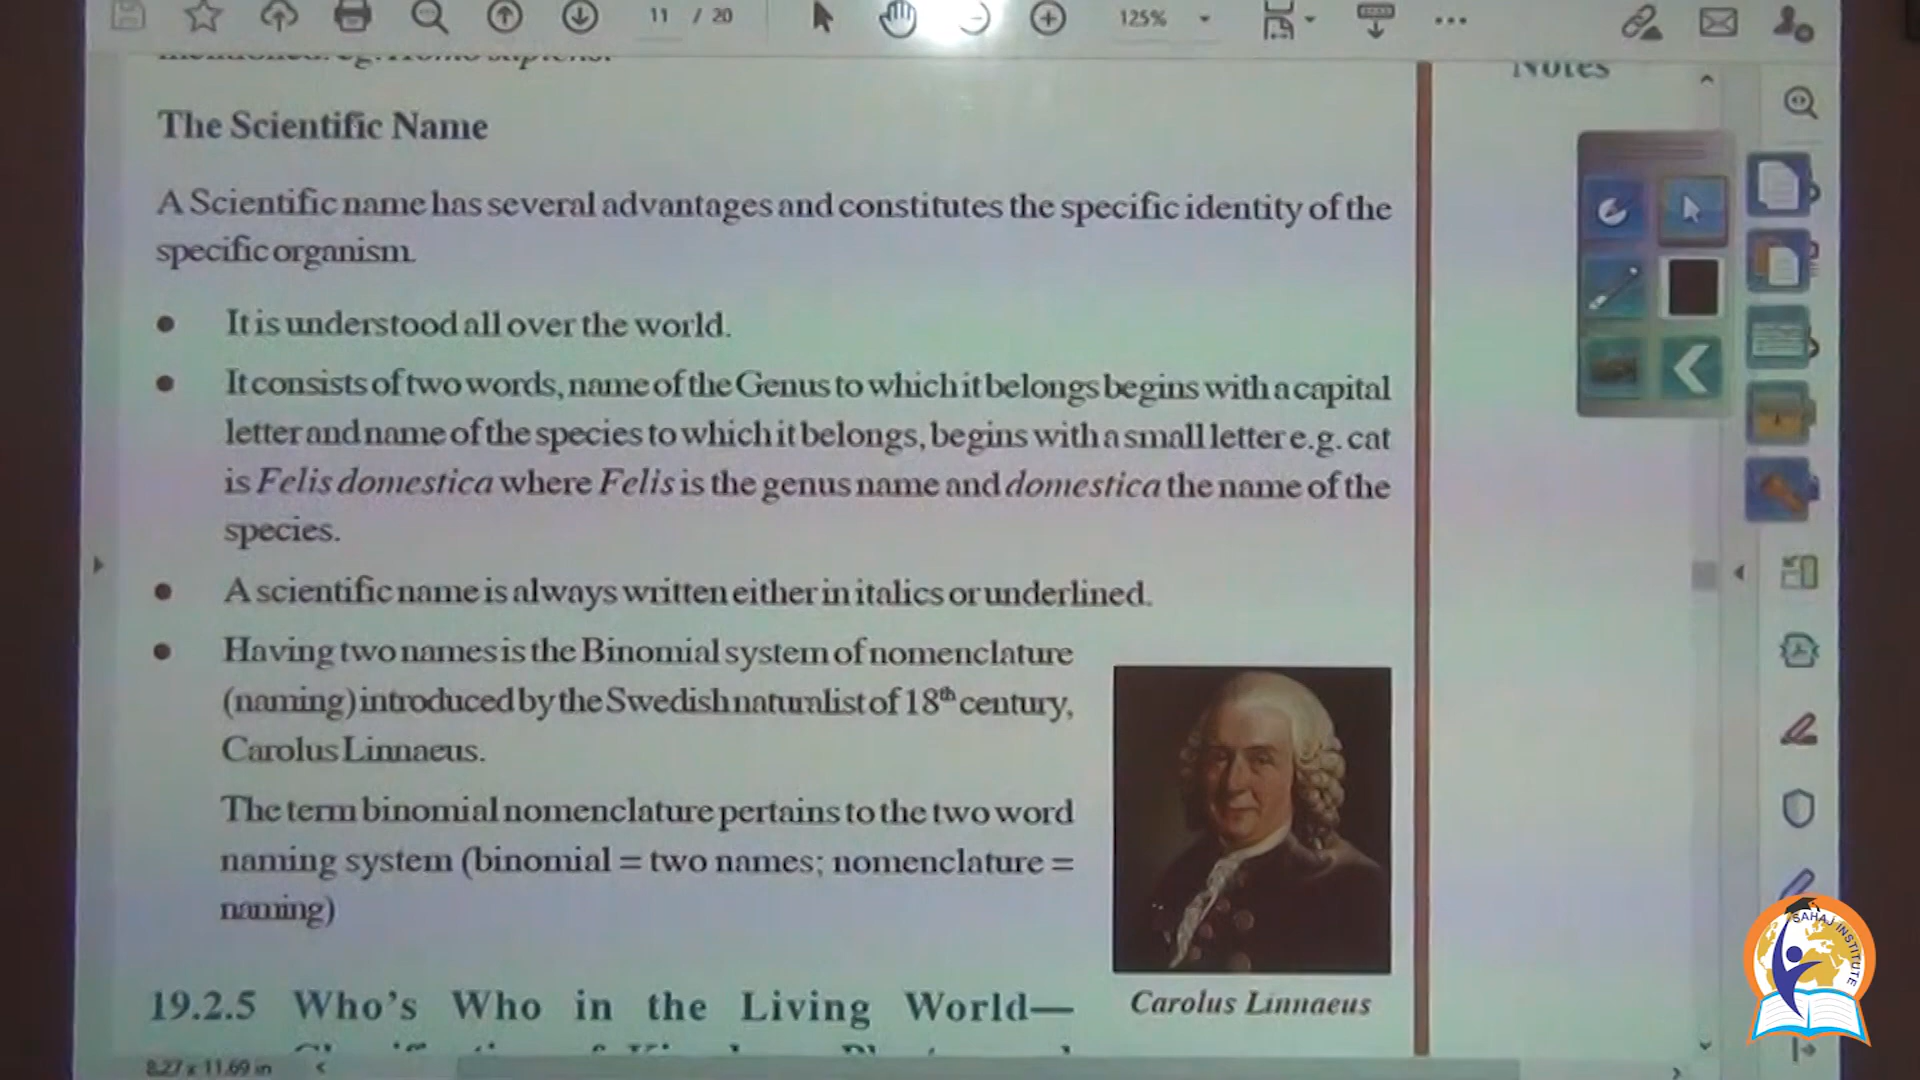 11 / 20
125%
Notes
The Scientific Name
A Scientific name has several advantages and constitutes the specific identity of the
specific organism.
● It is understood all over the world.
● It consists of two words, name of the Genus to which it belongs begins with a capital
letter and name of the species to which it belongs, begins with a small letter e.g. cat
is Felis domestica where Felis is the genus name and domestica the name of the
species.
● A scientific name is always written either in italics or underlined.
● Having two names is the Binomial system of nomenclature
(naming) introduced by the Swedish naturalist of 18th century,
Carolus Linnaeus.
The term binomial nomenclature pertains to the two word
naming system (binomial = two names; nomenclature =
naming)
Carolus Linnaeus
19.2.5 Who's Who in the Living World—
8.27 x 11.69 in
SAHAJ INSTITUTE